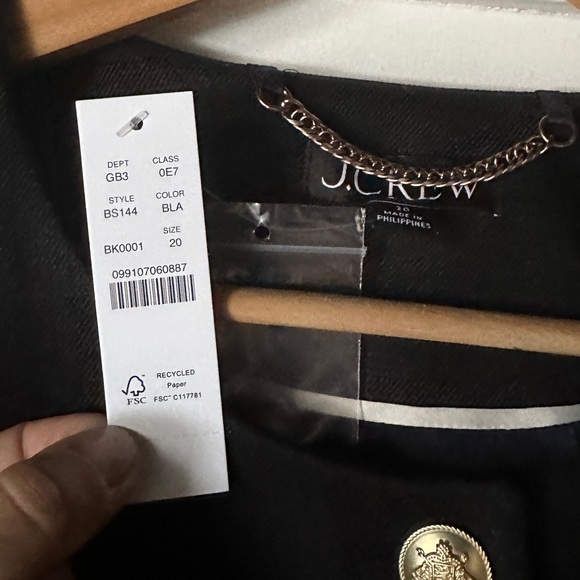 DEPT CLASS
GB3 0E7
STYLE COLOR
BS144 BLA
SIZE
BK0001 20
099107060887
RECYCLED
Paper
FSC
FSC® C117781
J.CREW
20
MADE IN
PHILIPPINES